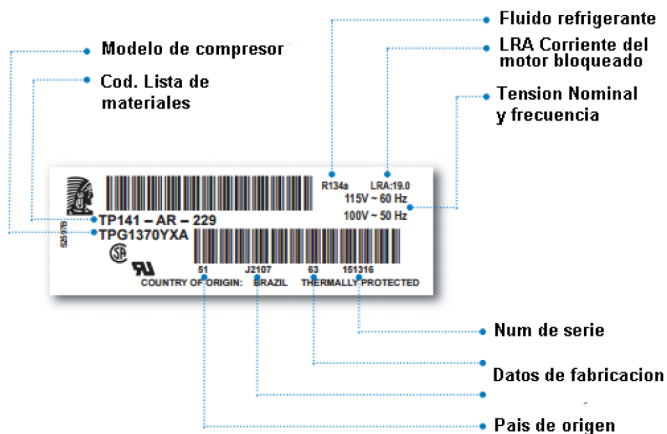 Fluido refrigerante
LRA Corriente del
motor bloqueado
Tension Nominal
y frecuencia
Modelo de compresor
Cod. Lista de
materiales
R134a LRA:19.0
115V ~ 60 Hz
100V ~ 50 Hz
TP141 – AR – 229
TPG1370YXA
52597B
51 J2107 63 151316
COUNTRY OF ORIGIN: BRAZIL THERMALLY PROTECTED
Num de serie
Datos de fabricacion
Pais de origen